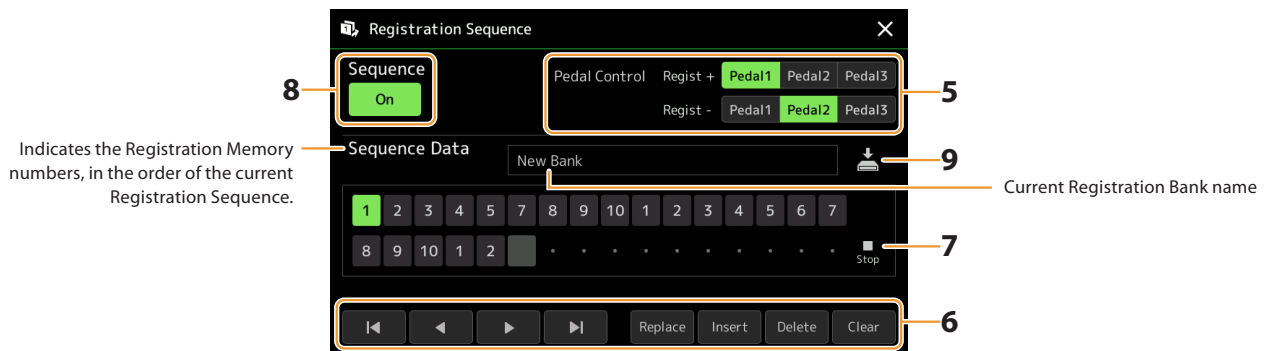 Registration Sequence
8
Sequence
On
Pedal Control Regist + Pedal1 Pedal2 Pedal3
Regist - Pedal1 Pedal2 Pedal3
5
Indicates the Registration Memory
numbers, in the order of the current
Registration Sequence.
Sequence Data
New Bank
9
Current Registration Bank name
1 2 3 4 5 7 8 9 10 1 2 3 4 5 6 7
8 9 10 1 2
Stop
7
Replace Insert Delete Clear
6